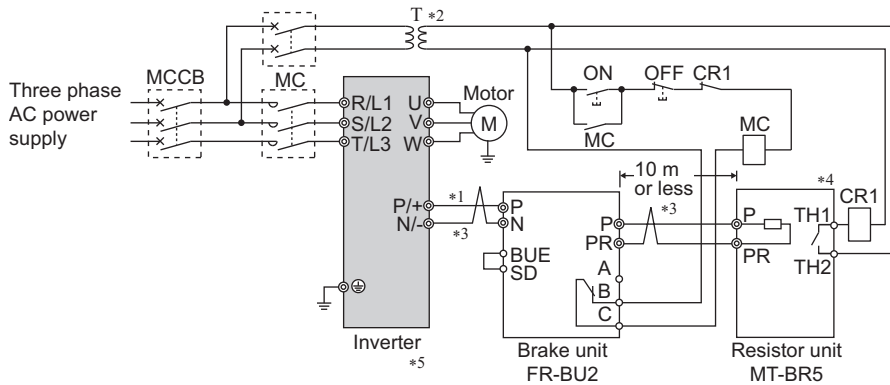 T *2
MCCB
MC
Three phase
AC power
supply
R/L1
S/L2
T/L3
U
V
W
Motor
M
ON
OFF
CR1
MC
MC
10 m
or less
P/+
N/-
*1
*3
P
N
BUE
SD
P
PR
A
B
C
*3
*4
P
PR
TH1
TH2
CR1
Inverter
*5
Brake unit
FR-BU2
Resistor unit
MT-BR5